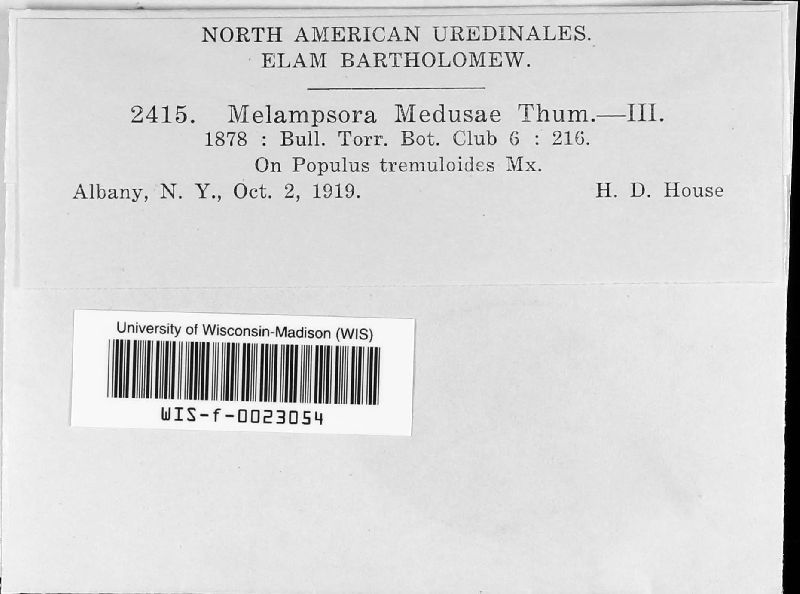 NORTH AMERICAN UREDINALES.
ELAM BARTHOLOMEW.
2415. Melampsora Medusae Thum.—III.
1878 : Bull. Torr. Bot. Club 6 : 216.
On Populus tremuloides Mx.
Albany, N. Y., Oct. 2, 1919. H. D. House
University of Wisconsin-Madison (WIS)
WIS-f-0023054